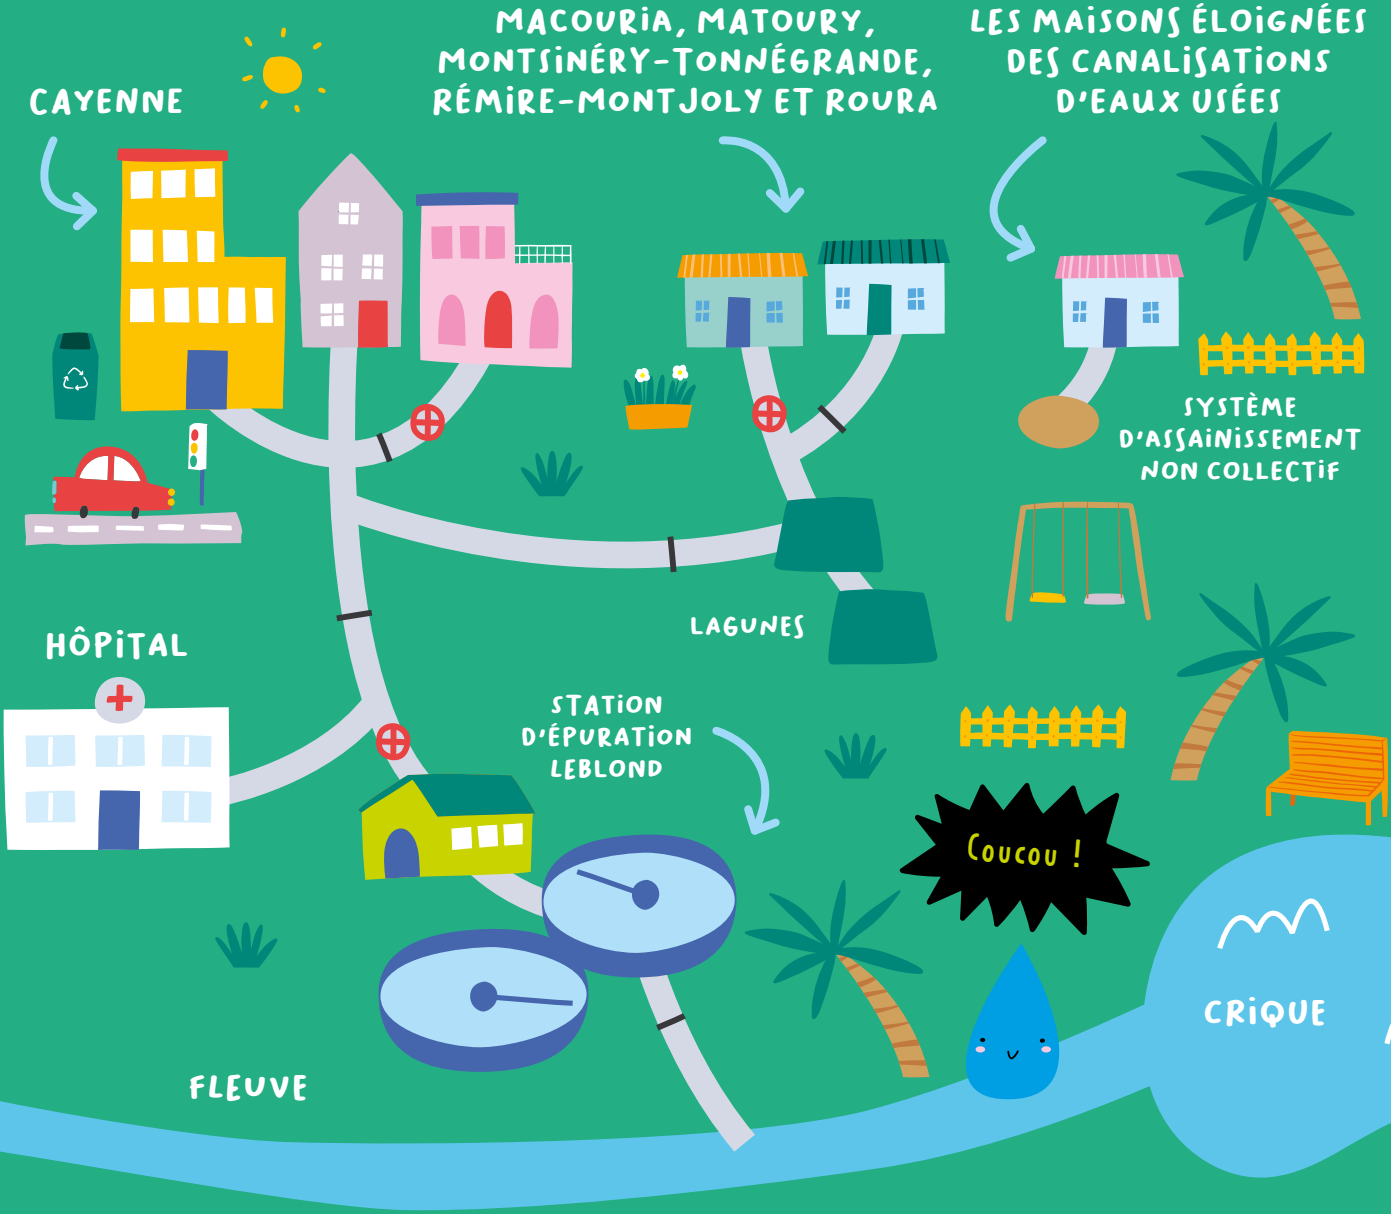 CAYENNE
MACOURiA, MATOURY,
MONTSiNÉRY-TONNÉGRANDE,
RÉMiRE-MONTJOLY ET ROURA
LES MAiSONS ÉLOiGNÉES
DES CANALiSATiONS
D'EAUX USÉES
SYSTÈME
D'ASSAiNiSSEMENT
NON COLLECTiF
HÔPiTAL
LAGUNES
STATiON
D'ÉPURATiON
LEBLOND
Coucou !
CRiQUE
FLEUVE